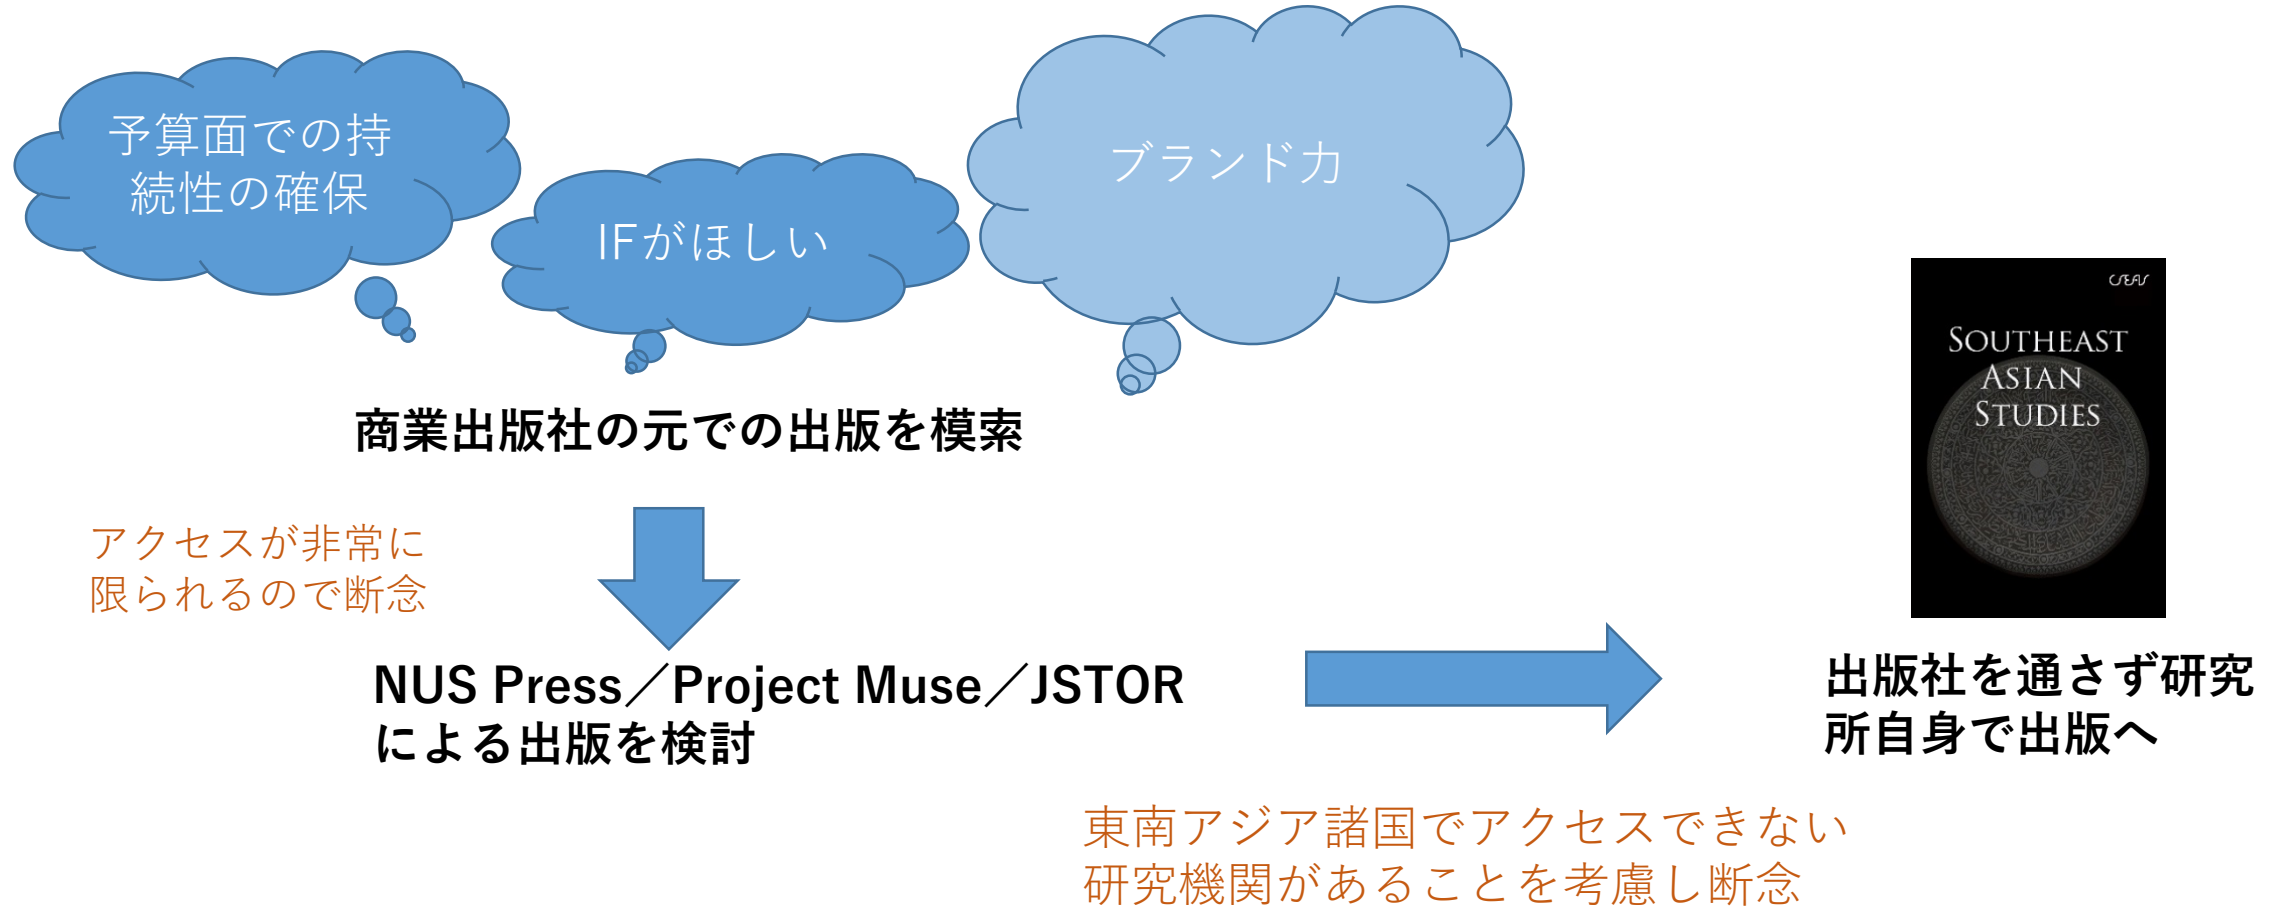 予算面での持
続性の確保
IFがほしい
ブランド力
商業出版社の元での出版を模索
アクセスが非常に
限られるので断念
NUS Press／Project Muse／JSTOR
による出版を検討
CSEAS
SOUTHEAST
ASIAN
STUDIES
出版社を通さず研究
所自身で出版へ
東南アジア諸国でアクセスできない
研究機関があることを考慮し断念